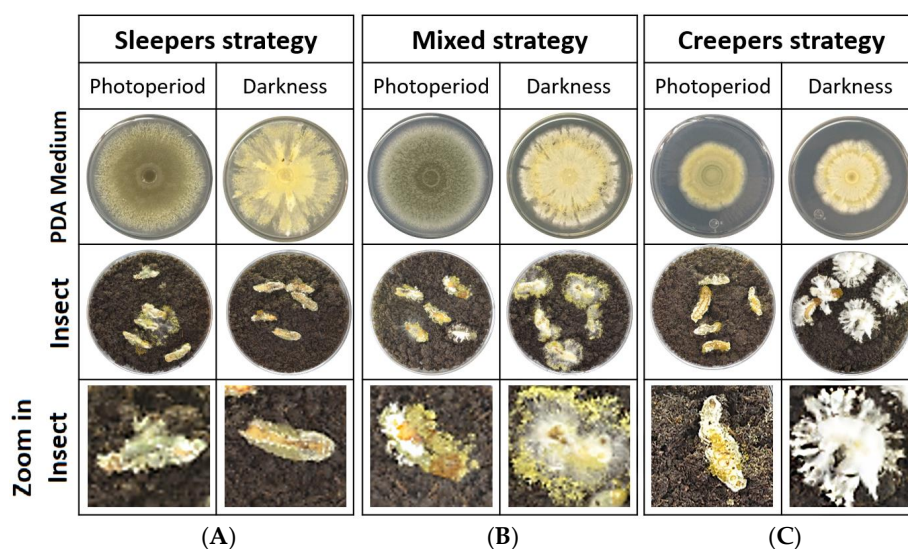 Sleepers strategy
Mixed strategy
Creepers strategy
Photoperiod
Darkness
Photoperiod
Darkness
Photoperiod
Darkness
PDA Medium
Insect
Zoom in
Insect
(A)
(B)
(C)